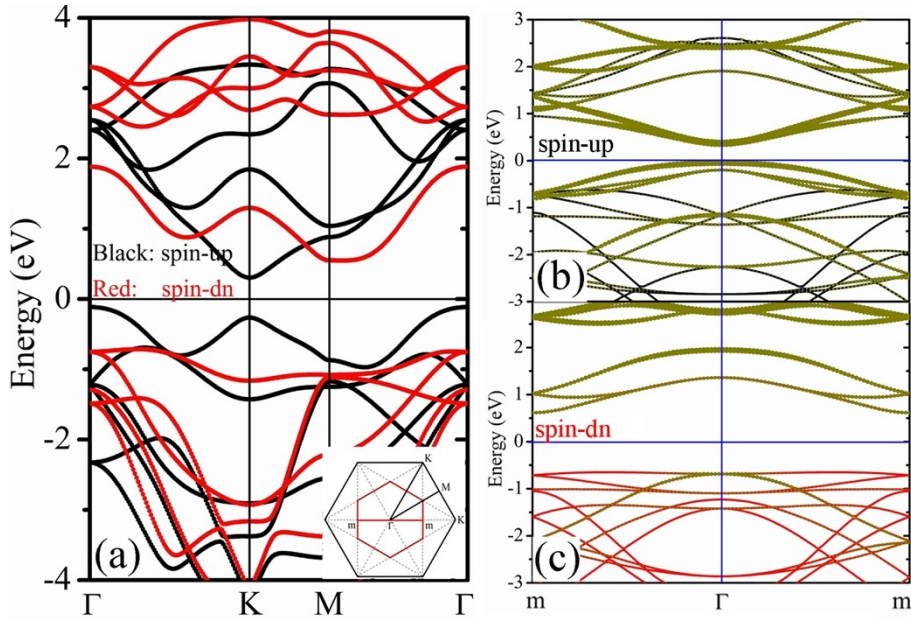 4
2
0
-2
-4
Energy (eV)
Black: spin-up
Red: spin-dn
(a)
Γ
K
M
Γ
K
M
K
m
Γ
m
3
2
1
0
-1
-2
-3
Energy (eV)
spin-up
(b)
2
1
0
-1
-2
-3
Energy (eV)
spin-dn
(c)
m
Γ
m